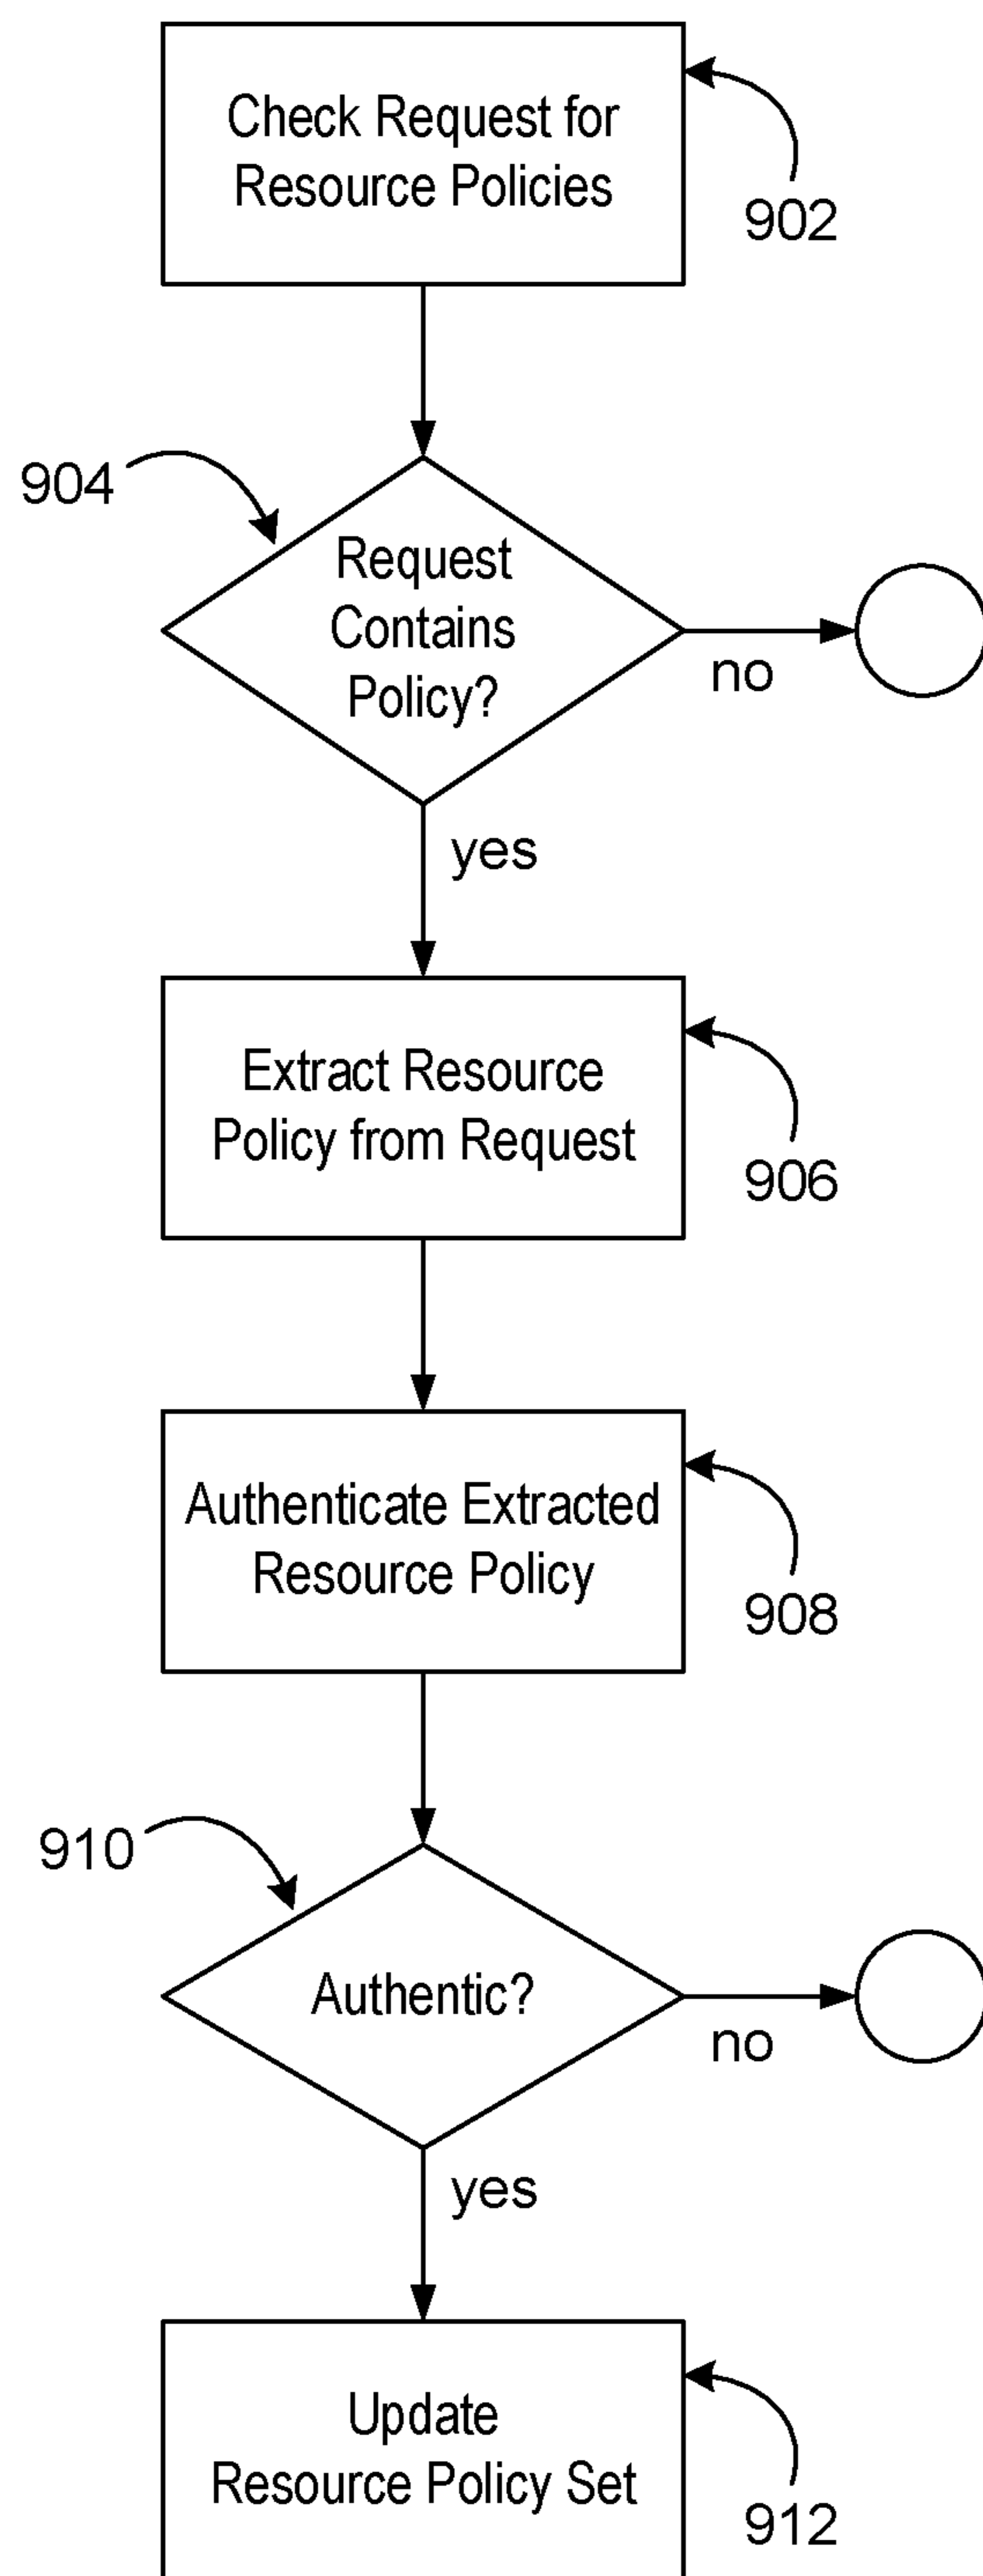 Check Request for
Resource Policies
902
904
Request
Contains
Policy?
no
yes
Extract Resource
Policy from Request
906
Authenticate Extracted
Resource Policy
908
910
Authentic?
no
yes
Update
Resource Policy Set
912